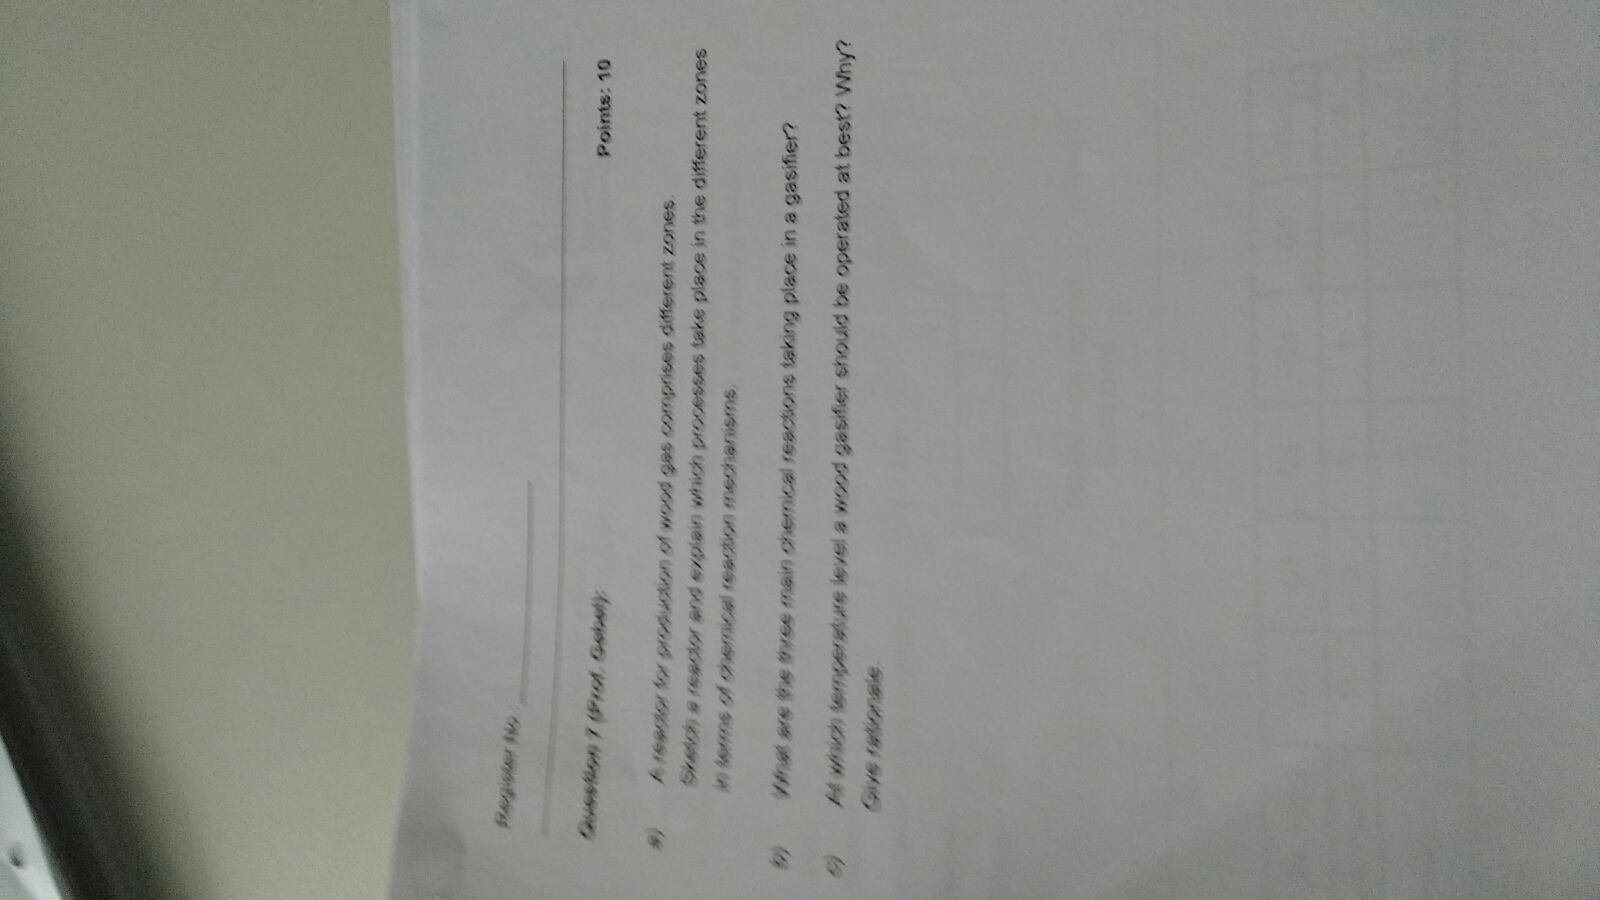 Register No.
Question 7 (Prof. Gebel):
Points: 10
a) A reactor for production of wood gas comprises different zones.
Sketch a reactor and explain which processes take place in the different zones
in terms of chemical reaction mechanisms.
b) What are the three main chemical reactions taking place in a gasifier?
c) At which temperature level a wood gasifier should be operated at best? Why?
Give rationale.